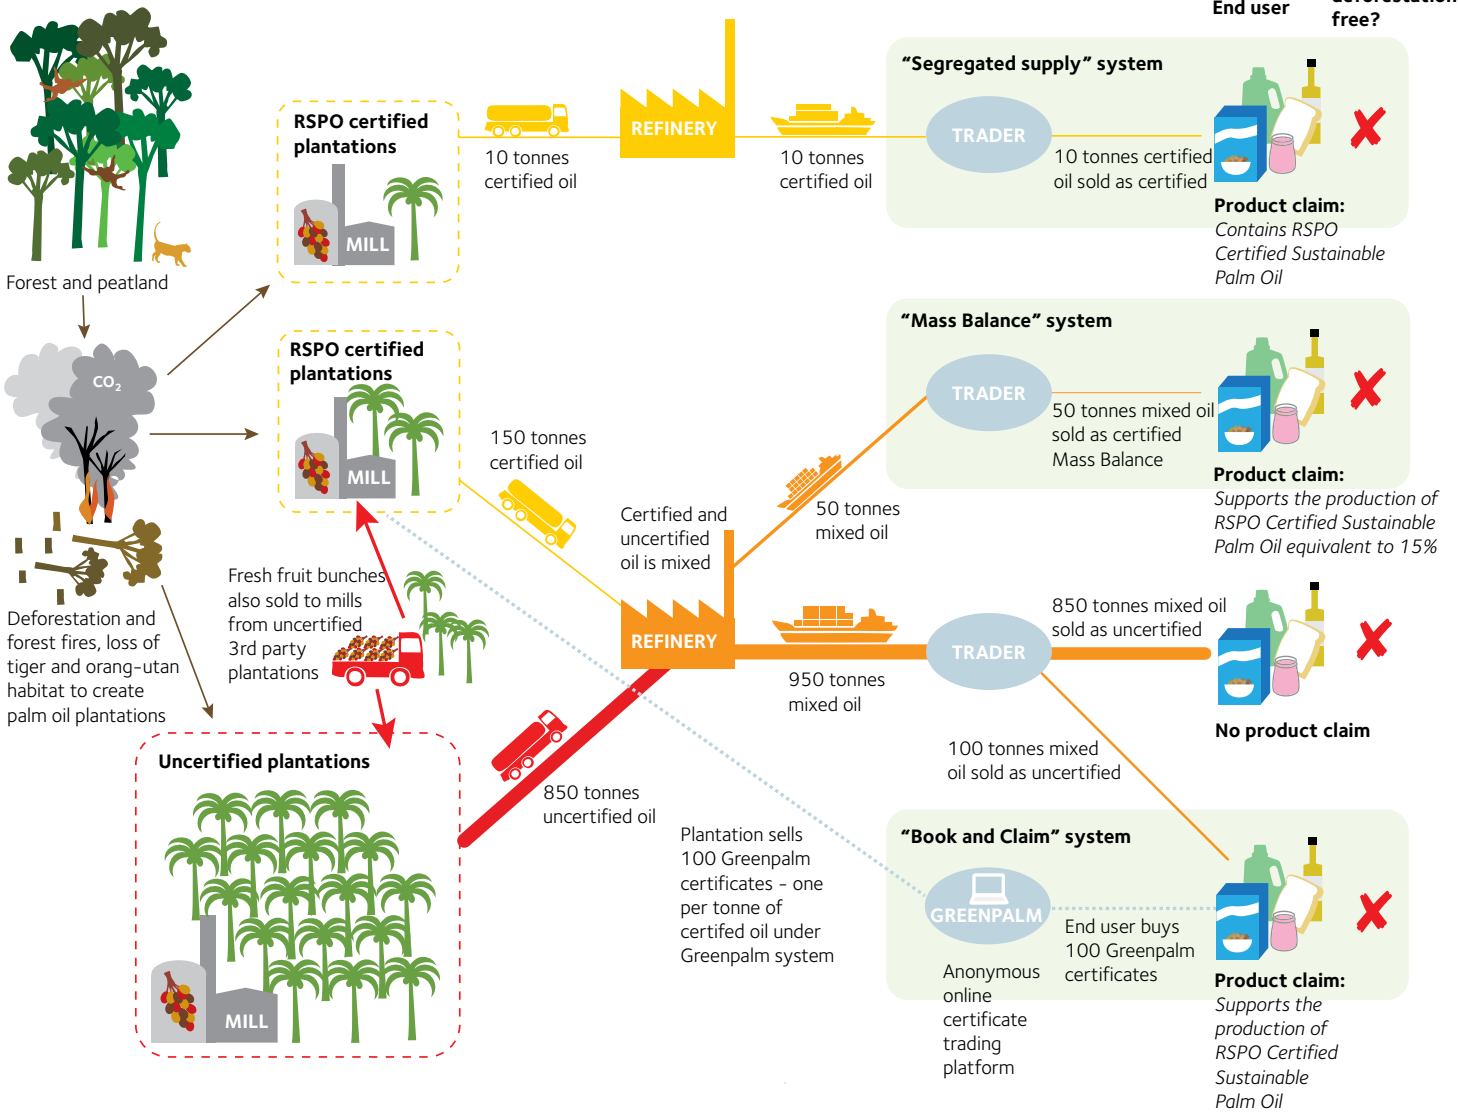 End user
deforestation
free?
"Segregated supply" system
RSPO certified
plantations
MILL
10 tonnes
certified oil
REFINERY
10 tonnes
certified oil
TRADER
10 tonnes certified
oil sold as certified
Product claim:
Contains RSPO
Certified Sustainable
Palm Oil
Forest and peatland
CO2
RSPO certified
plantations
MILL
150 tonnes
certified oil
"Mass Balance" system
TRADER
50 tonnes mixed oil
sold as certified
Mass Balance
Product claim:
Supports the production of
RSPO Certified Sustainable
Palm Oil equivalent to 15%
Certified and
uncertified
oil is mixed
50 tonnes
mixed oil
Fresh fruit bunches
also sold to mills
from uncertified
3rd party
plantations
Deforestation and
forest fires, loss of
tiger and orang-utan
habitat to create
palm oil plantations
REFINERY
950 tonnes
mixed oil
TRADER
850 tonnes mixed oil
sold as uncertified
No product claim
Uncertified plantations
MILL
850 tonnes
uncertified oil
100 tonnes mixed
oil sold as uncertified
Plantation sells
100 Greenpalm
certificates - one
per tonne of
certifed oil under
Greenpalm system
"Book and Claim" system
GREENPALM
End user buys
100 Greenpalm
certificates
Anonymous
online
certificate
trading
platform
Product claim:
Supports the
production of
RSPO Certified
Sustainable
Palm Oil